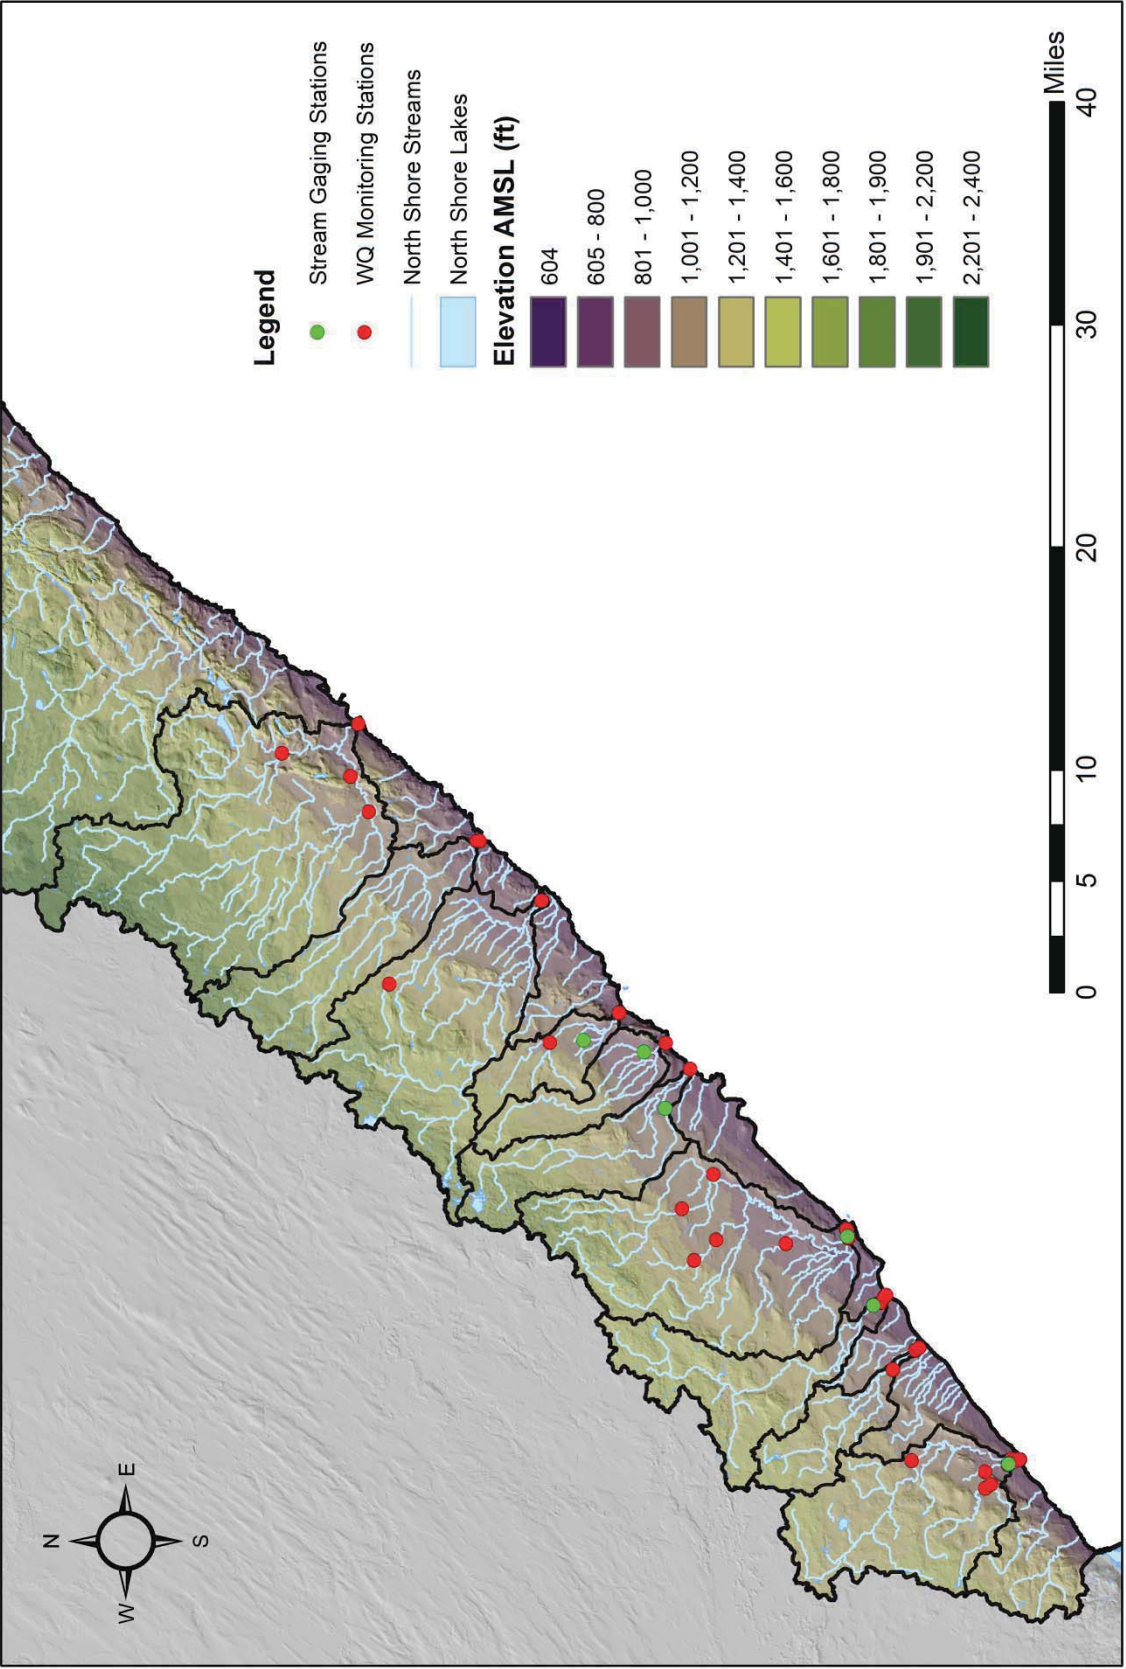 Legend
Stream Gaging Stations
WQ Monitoring Stations
North Shore Streams
North Shore Lakes
Elevation AMSL (ft)
604
605 - 800
801 - 1,000
1,001 - 1,200
1,201 - 1,400
1,401 - 1,600
1,601 - 1,800
1,801 - 1,900
1,901 - 2,200
2,201 - 2,400
N
W E
S
Miles
0 5 10 20 30 40